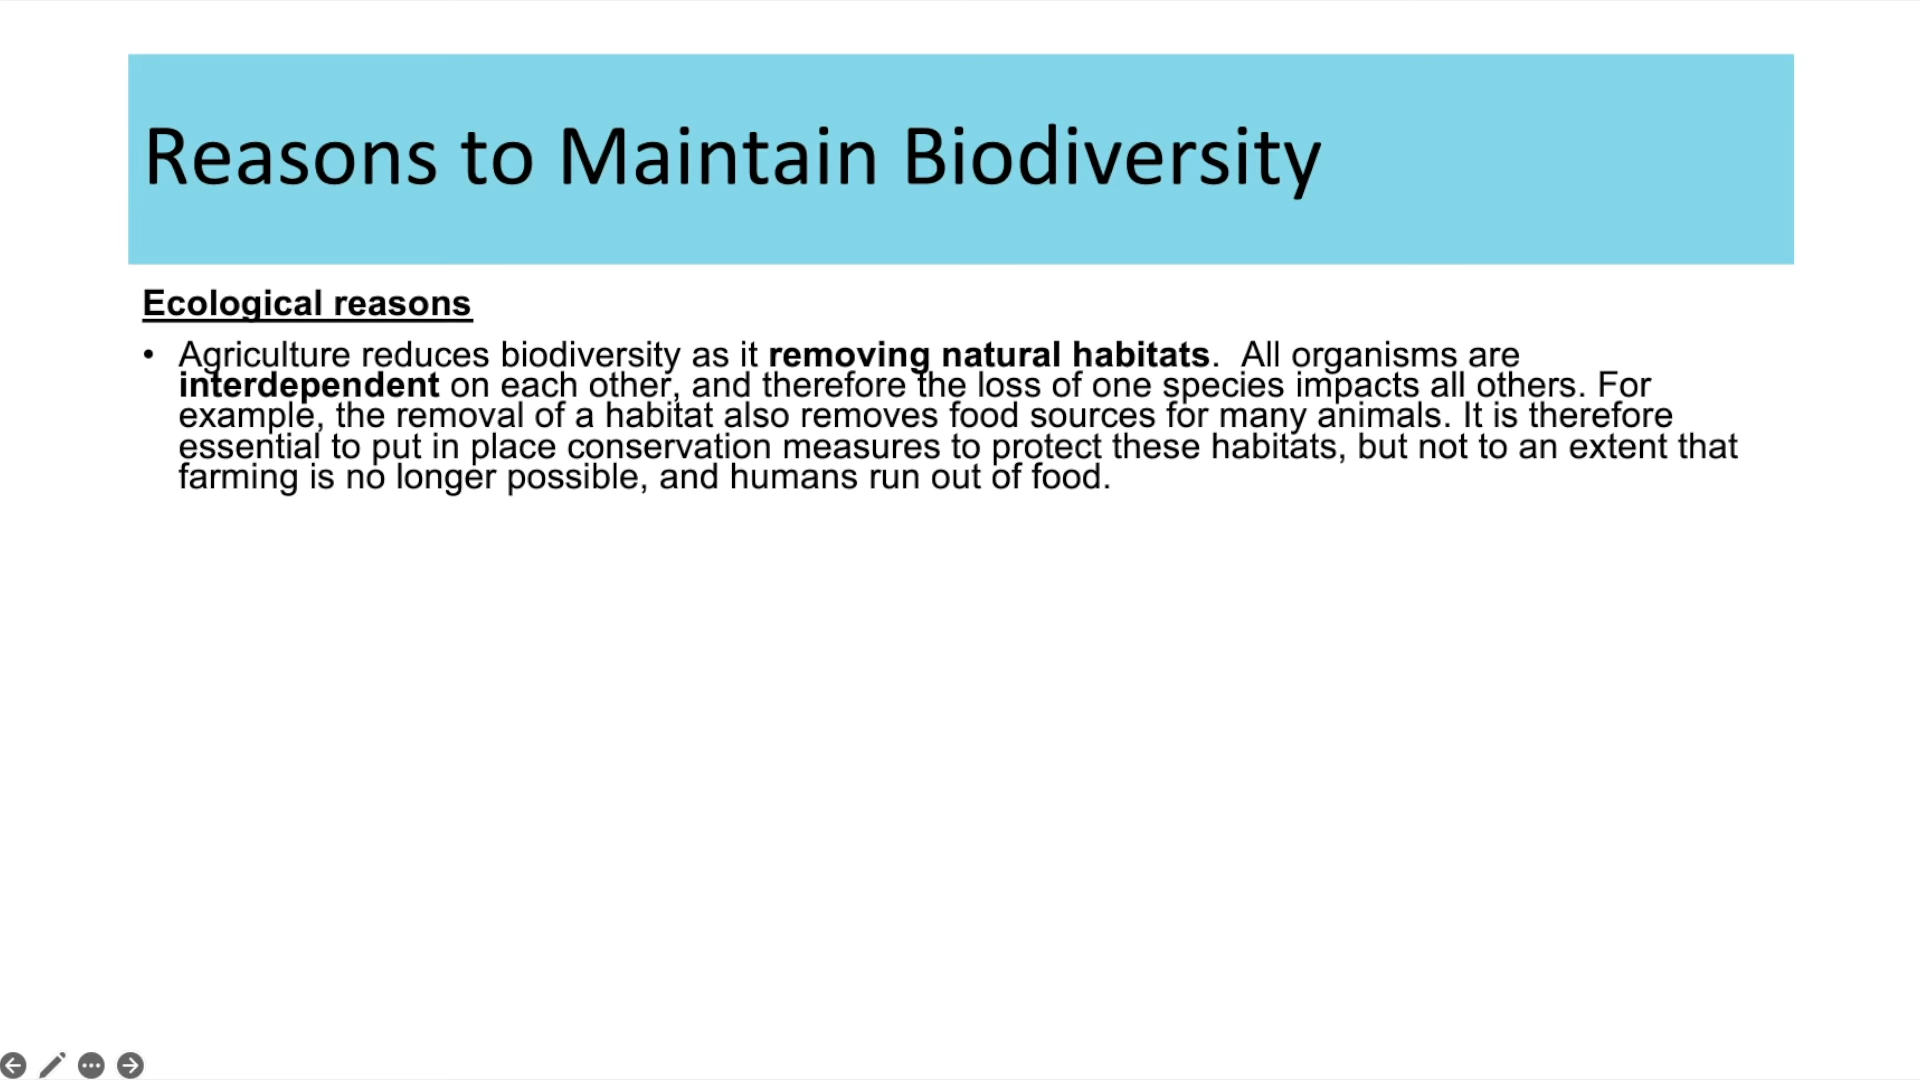 Reasons to Maintain Biodiversity
Ecological reasons
• Agriculture reduces biodiversity as it removing natural habitats.  All organisms are
interdependent on each other, and therefore the loss of one species impacts all others. For
example, the removal of a habitat also removes food sources for many animals. It is therefore
essential to put in place conservation measures to protect these habitats, but not to an extent that
farming is no longer possible, and humans run out of food.